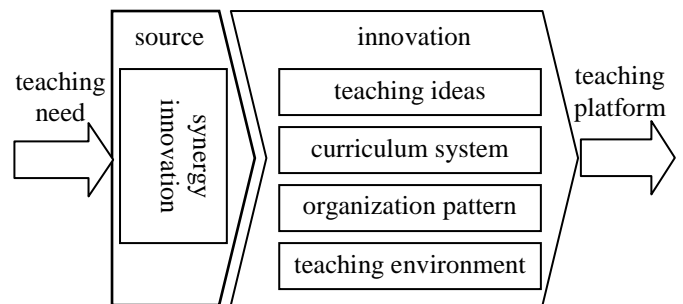 source
innovation
teaching
need
synergy
innovation
teaching ideas
curriculum system
organization pattern
teaching environment
teaching
platform